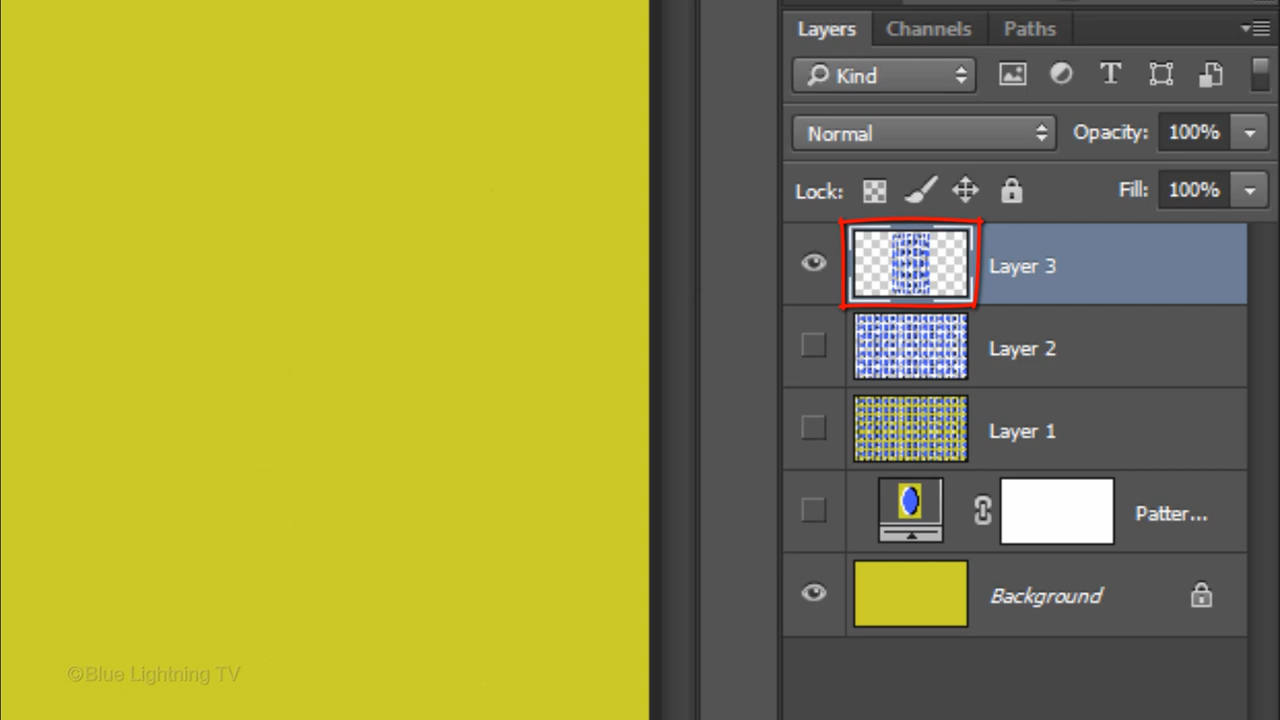 Layers Channels Paths
Kind T
Normal Opacity: 100%
Lock: Fill: 100%
Layer 3
Layer 2
Layer 1
Patter...
Background
©Blue Lightning TV